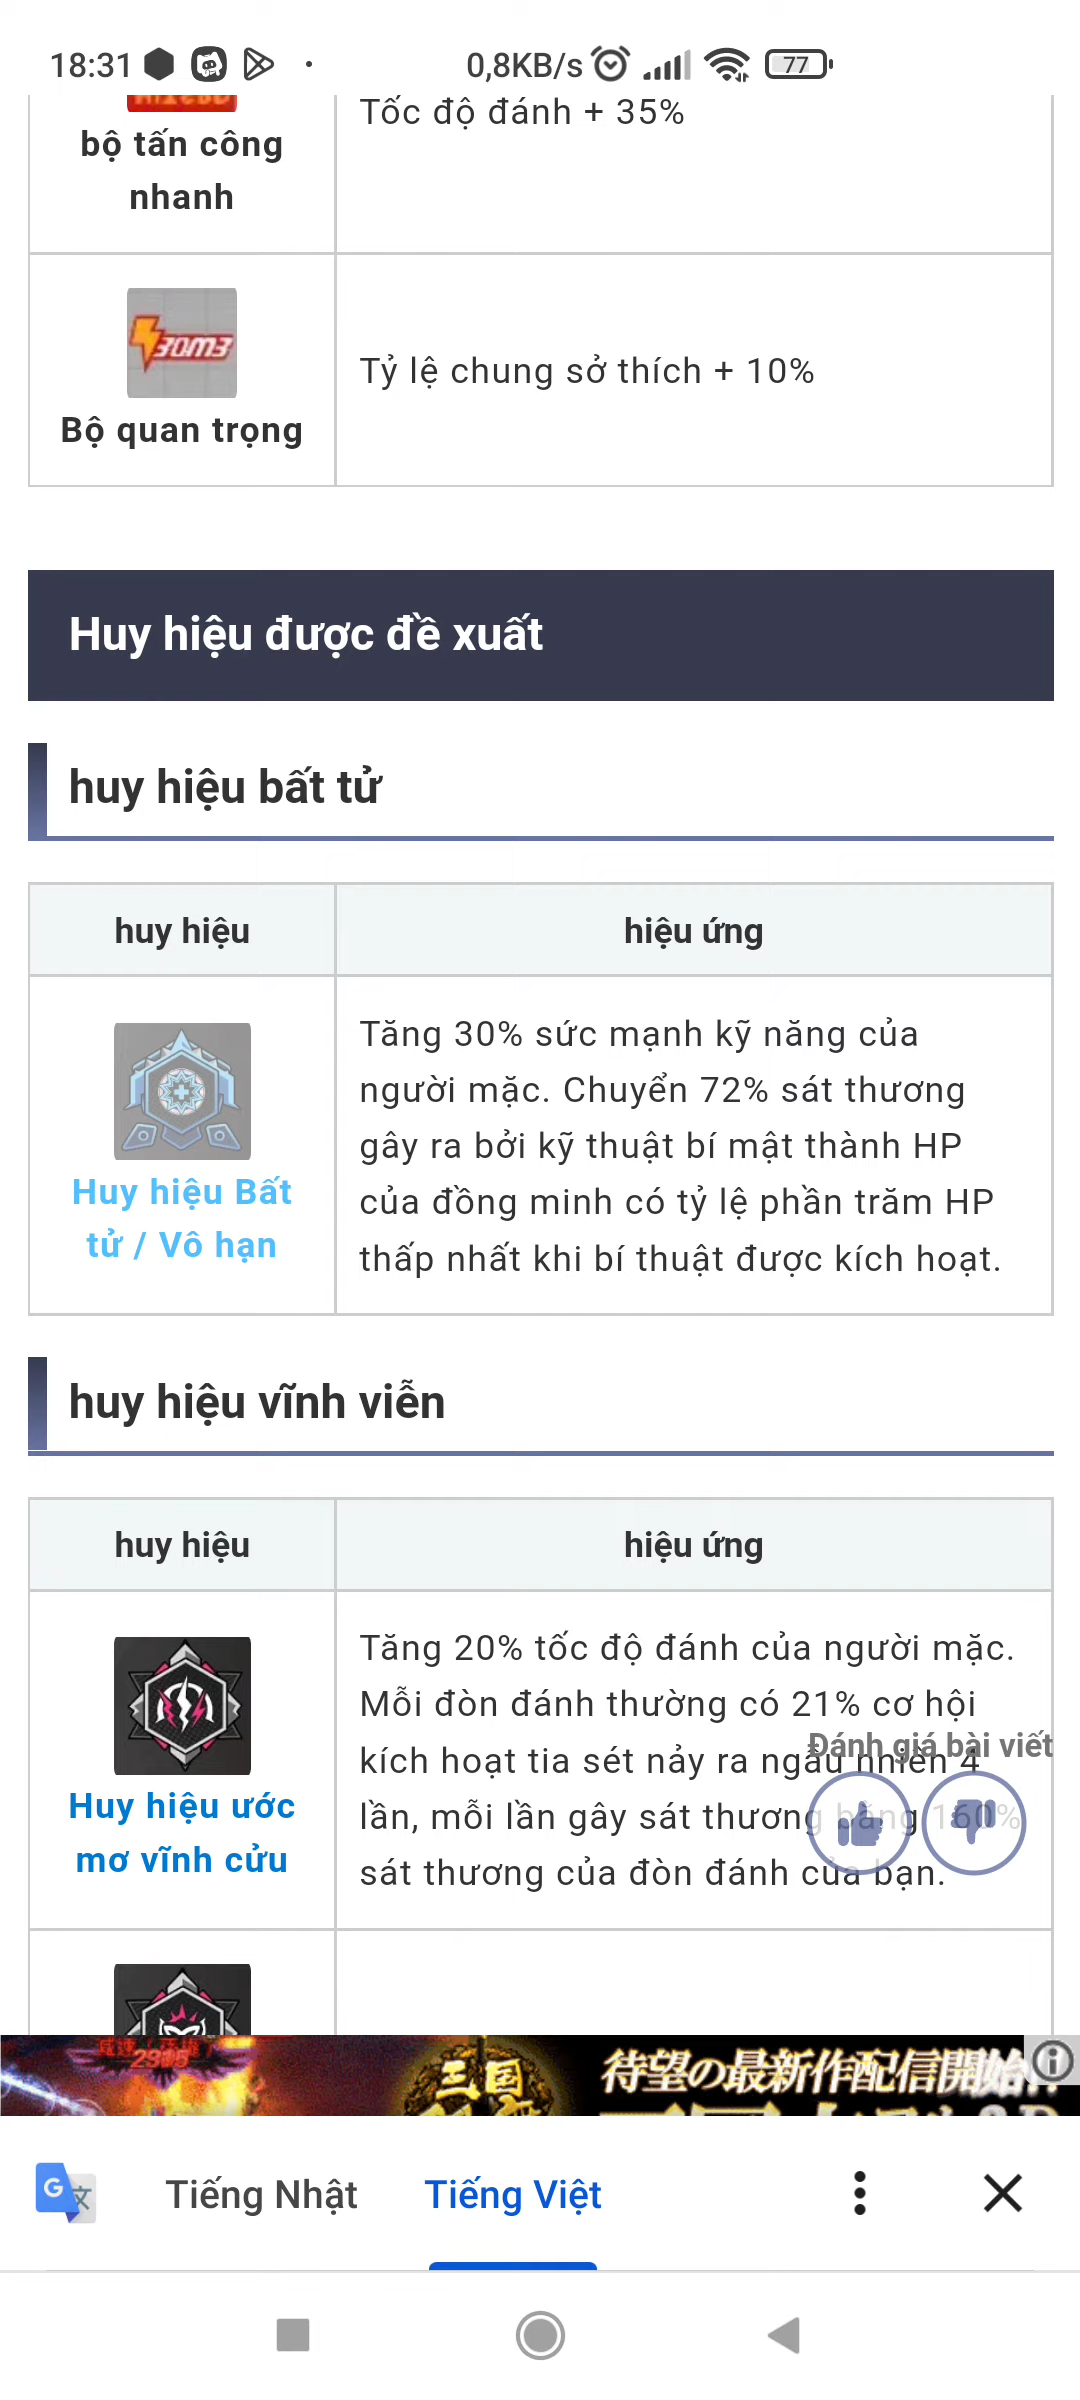 18:31
0,8KB/s
77
Tốc độ đánh + 35%
bộ tấn công
nhanh
Tỷ lệ chung sở thích + 10%
Bộ quan trọng
Huy hiệu được đề xuất
huy hiệu bất tử
huy hiệu
hiệu ứng
Tăng 30% sức mạnh kỹ năng của
người mặc. Chuyển 72% sát thương
gây ra bởi kỹ thuật bí mật thành HP
của đồng minh có tỷ lệ phần trăm HP
thấp nhất khi bí thuật được kích hoạt.
Huy hiệu Bất
tử / Vô hạn
huy hiệu vĩnh viễn
huy hiệu
hiệu ứng
Tăng 20% tốc độ đánh của người mặc.
Mỗi đòn đánh thường có 21% cơ hội
kích hoạt tia sét nảy ra ngẫu nhiên 4
lần, mỗi lần gây sát thương bằng 160%
sát thương của đòn đánh của bạn.
Huy hiệu ước
mơ vĩnh cửu
Đánh giá bài viết
三国
待望の最新作配信開始!!
Tiếng Nhật
Tiếng Việt